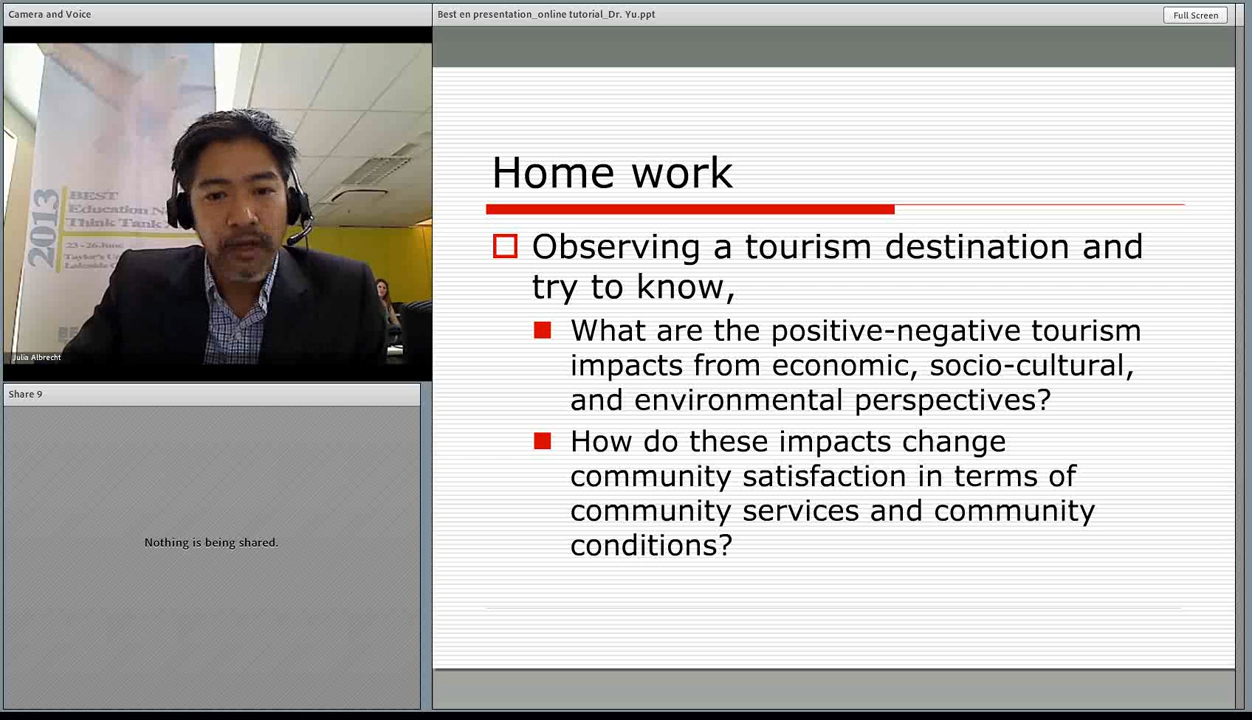 Camera and Voice
2013
BEST
Education N
Think Tank
23-26 June
Taylor's Un
Lakeside C
Julia Albrecht
Share 9
Nothing is being shared.
Best en presentation_online tutorial_Dr. Yu.ppt
Full Screen
Home work
Observing a tourism destination and
try to know,
What are the positive-negative tourism
impacts from economic, socio-cultural,
and environmental perspectives?
How do these impacts change
community satisfaction in terms of
community services and community
conditions?